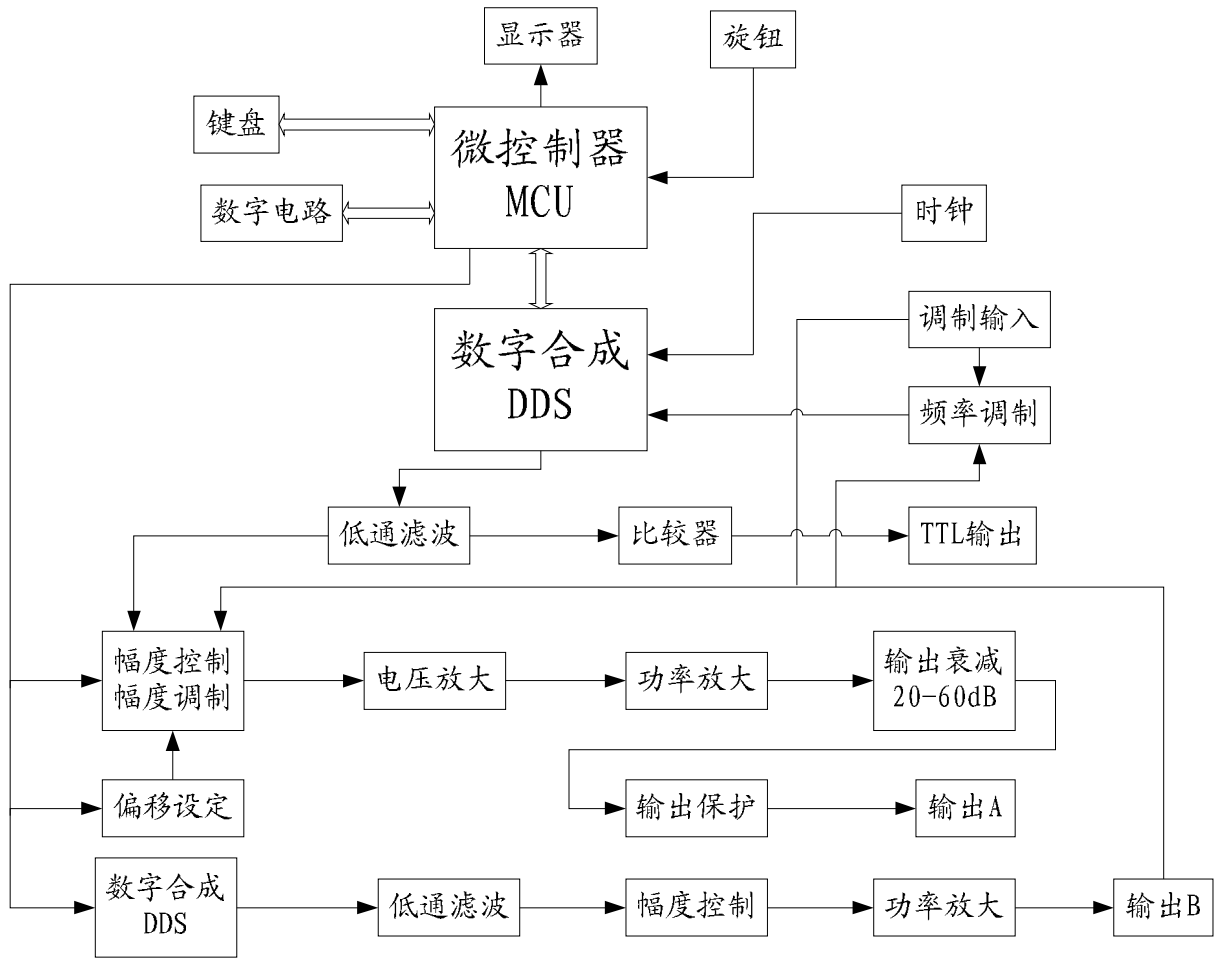 显示器
旋钮
键盘
微控制器
MCU
数字电路
时钟
调制输入
数字合成
DDS
频率调制
低通滤波
比较器
TTL输出
幅度控制
幅度调制
电压放大
功率放大
输出衰减
20-60dB
偏移设定
输出保护
输出A
数字合成
DDS
低通滤波
幅度控制
功率放大
输出B